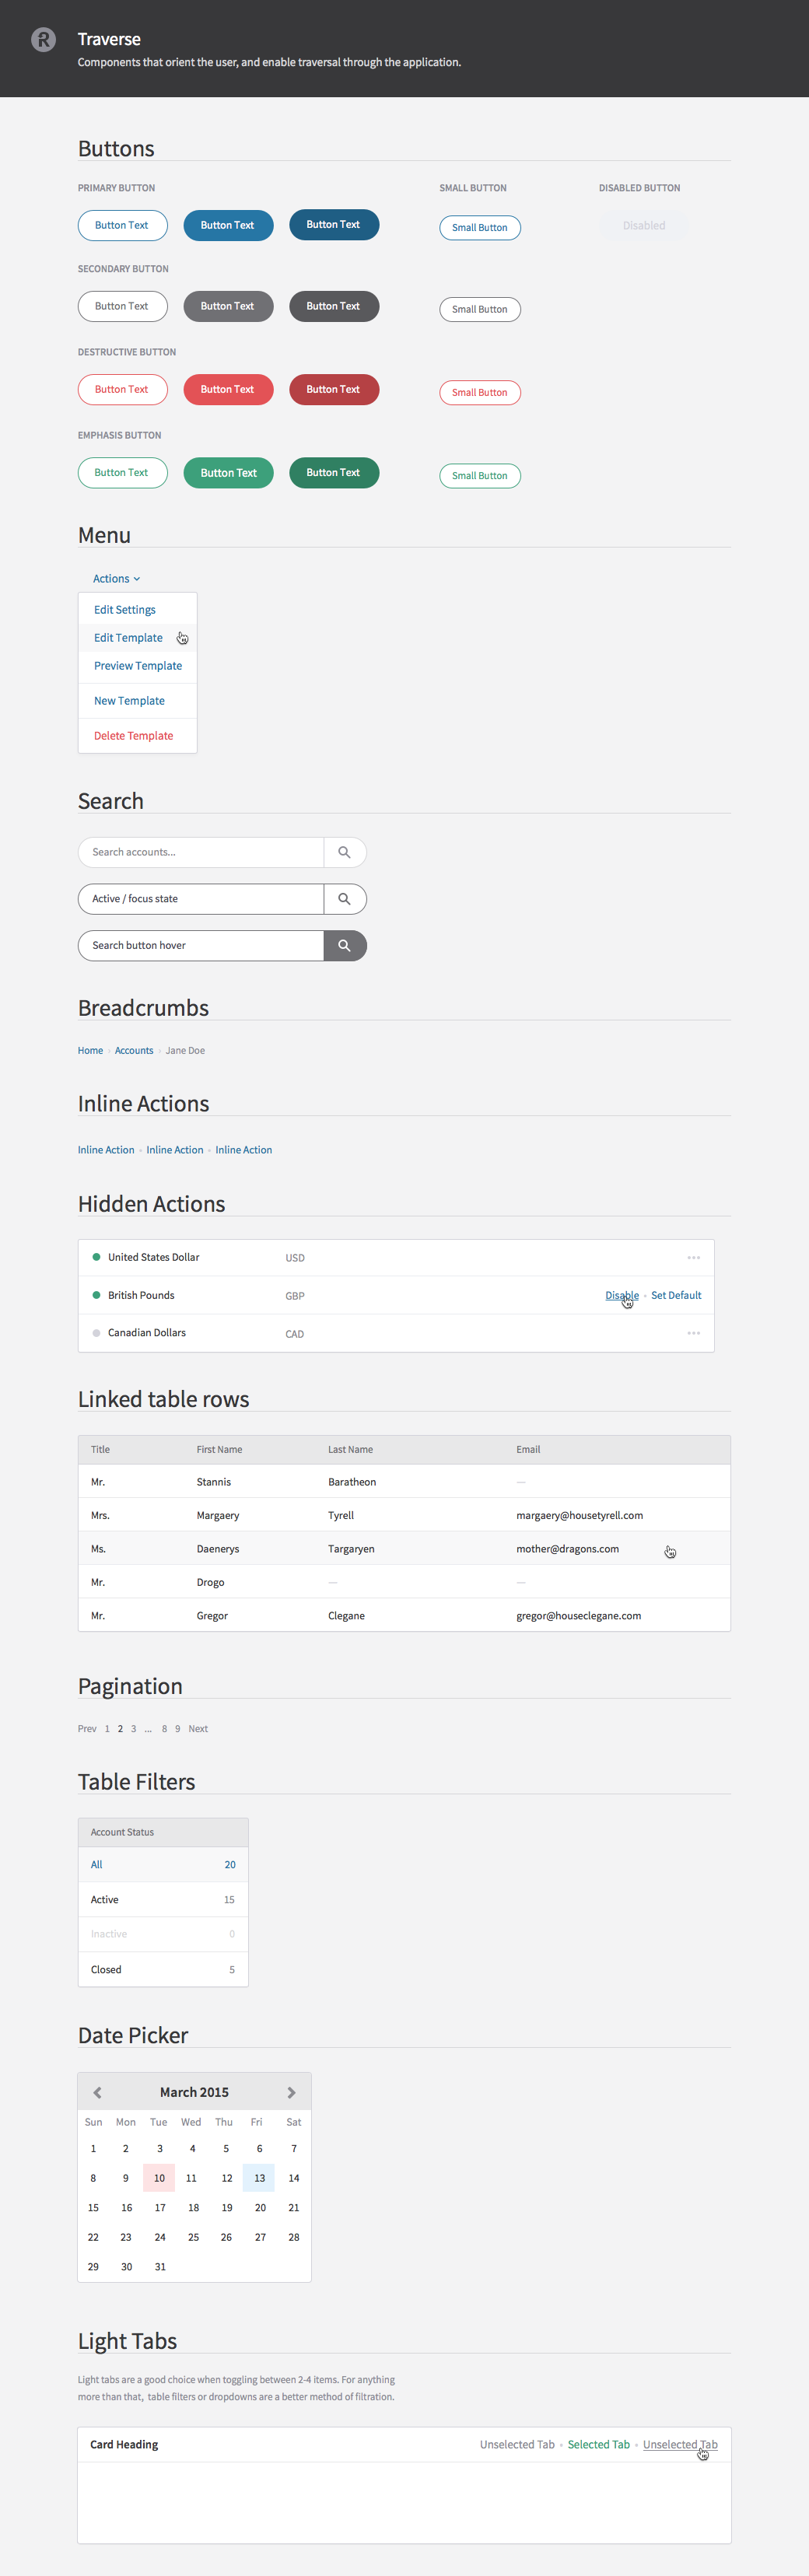 Traverse
Components that orient the user, and enable traversal through the application.
Buttons
PRIMARY BUTTON SMALL BUTTON DISABLED BUTTON
Button Text Button Text Button Text Small Button Disabled
SECONDARY BUTTON
Button Text Button Text Button Text Small Button
DESTRUCTIVE BUTTON
Button Text Button Text Button Text Small Button
EMPHASIS BUTTON
Button Text Button Text Button Text Small Button
Menu
Actions
Edit Settings
Edit Template
Preview Template
New Template
Delete Template
Search
Search accounts...
Active / focus state
Search button hover
Breadcrumbs
Home › Accounts › Jane Doe
Inline Actions
Inline Action • Inline Action • Inline Action
Hidden Actions
United States Dollar USD •••
British Pounds GBP Disable • Set Default
Canadian Dollars CAD •••
Linked table rows
Title First Name Last Name Email
Mr. Stannis Baratheon —
Mrs. Margaery Tyrell margaery@housetyrell.com
Ms. Daenerys Targaryen mother@dragons.com
Mr. Drogo — —
Mr. Gregor Clegane gregor@houseclegane.com
Pagination
Prev 1 2 3 ... 8 9 Next
Table Filters
Account Status
All 20
Active 15
Inactive 0
Closed 5
Date Picker
March 2015
Sun Mon Tue Wed Thu Fri Sat
1 2 3 4 5 6 7
8 9 10 11 12 13 14
15 16 17 18 19 20 21
22 23 24 25 26 27 28
29 30 31
Light Tabs
Light tabs are a good choice when toggling between 2-4 items. For anything
more than that, table filters or dropdowns are a better method of filtration.
Card Heading Unselected Tab • Selected Tab • Unselected Tab